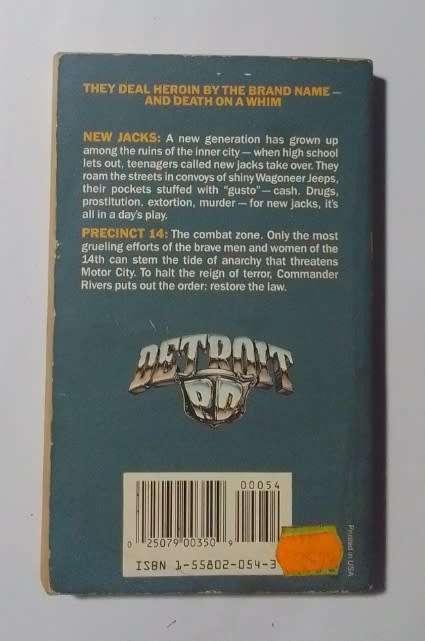 THEY DEAL HEROIN BY THE BRAND NAME —
AND DEATH ON A WHIM
NEW JACKS: A new generation has grown up
among the ruins of the inner city — when high school
lets out, teenagers called new jacks take over. They
roam the streets in convoys of shiny Wagoneer Jeeps,
their pockets stuffed with “gusto” — cash. Drugs,
prostitution, extortion, murder — for new jacks, it’s
all in a day’s play.
PRECINCT 14: The combat zone. Only the most
grueling efforts of the brave men and women of the
14th can stem the tide of anarchy that threatens
Motor City. To halt the reign of terror, Commander
Rivers puts out the order: restore the law.
DETROIT
P.D.
00054
0 25079 00350 9
ISBN 1-55802-054-3
Printed in USA